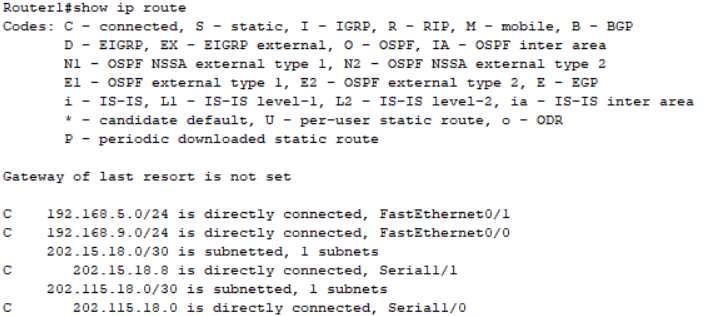 Router1#show ip route
Codes: C - connected, S - static, I - IGRP, R - RIP, M - mobile, B - BGP
       D - EIGRP, EX - EIGRP external, O - OSPF, IA - OSPF inter area
       N1 - OSPF NSSA external type 1, N2 - OSPF NSSA external type 2
       E1 - OSPF external type 1, E2 - OSPF external type 2, E - EGP
       i - IS-IS, L1 - IS-IS level-1, L2 - IS-IS level-2, ia - IS-IS inter area
       * - candidate default, U - per-user static route, o - ODR
       P - periodic downloaded static route
Gateway of last resort is not set
C    192.168.5.0/24 is directly connected, FastEthernet0/1
C    192.168.9.0/24 is directly connected, FastEthernet0/0
     202.15.18.0/30 is subnetted, 1 subnets
C       202.15.18.8 is directly connected, Serial1/1
     202.115.18.0/30 is subnetted, 1 subnets
C       202.115.18.0 is directly connected, Serial1/0